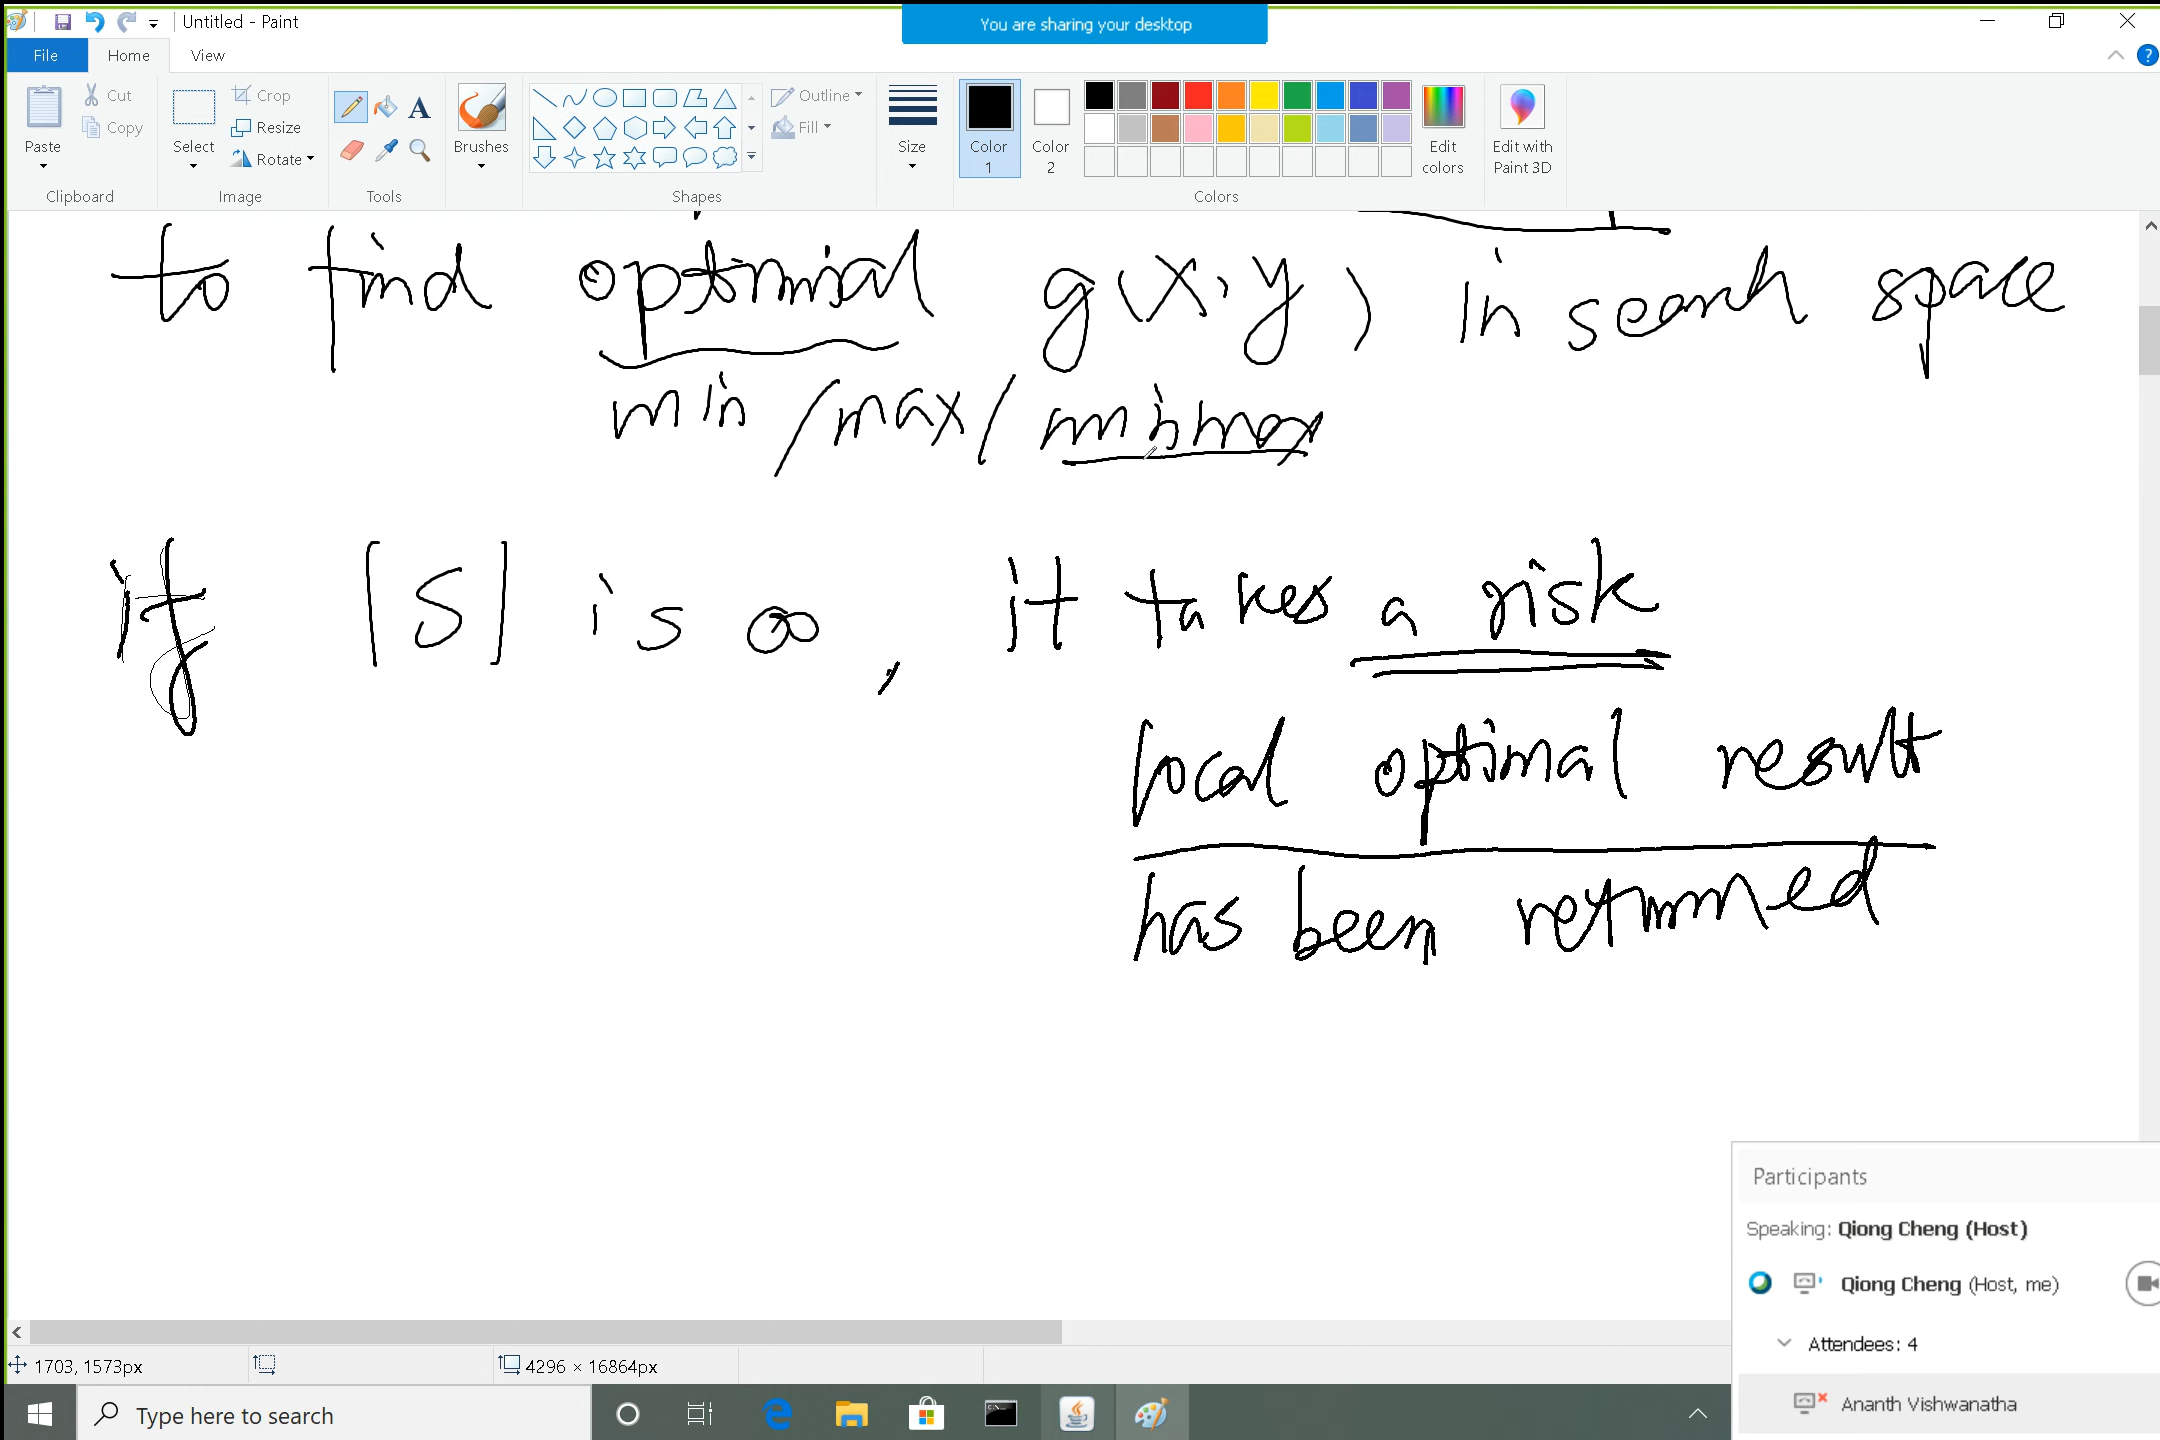 Untitled - Paint
You are sharing your desktop
File Home View
Cut
Copy
Paste
Clipboard
Crop
Resize
Rotate
Select
Image
A
Tools
Brushes
Outline
Fill
Shapes
Size
Color 1
Color 2
Edit colors
Colors
Edit with Paint 3D
to find optimial g(x,y) in search space
min/max/minmax
if |S| is ∞, it takes a risk
local optimal result
has been returned
Participants
Speaking: Qiong Cheng (Host)
Qiong Cheng (Host, me)
Attendees: 4
Ananth Vishwanatha
1703, 1573px
4296 × 16864px
Type here to search